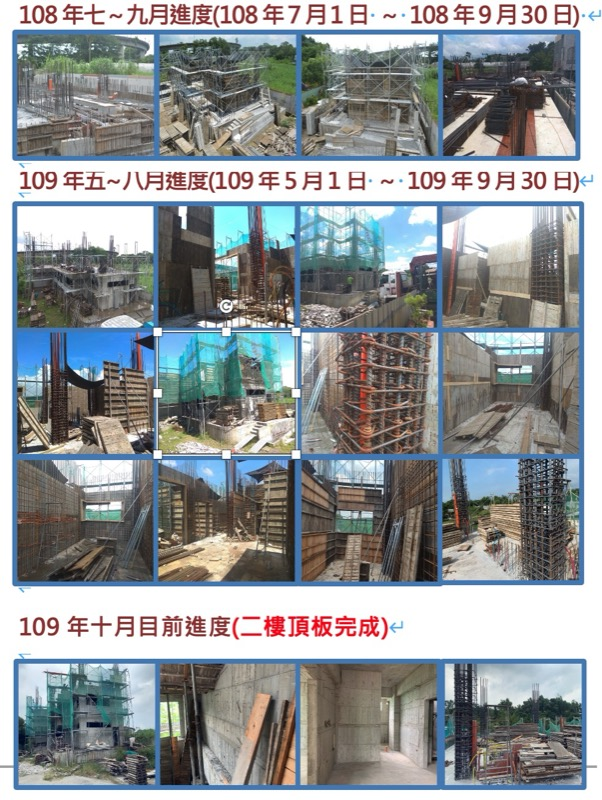 108 年七～九月進度(108 年 7 月 1 日 ～ 108 年 9 月 30 日)
109 年五~八月進度(109 年 5 月 1 日 ～ 109 年 9 月 30 日)
109 年十月目前進度(二樓頂板完成)